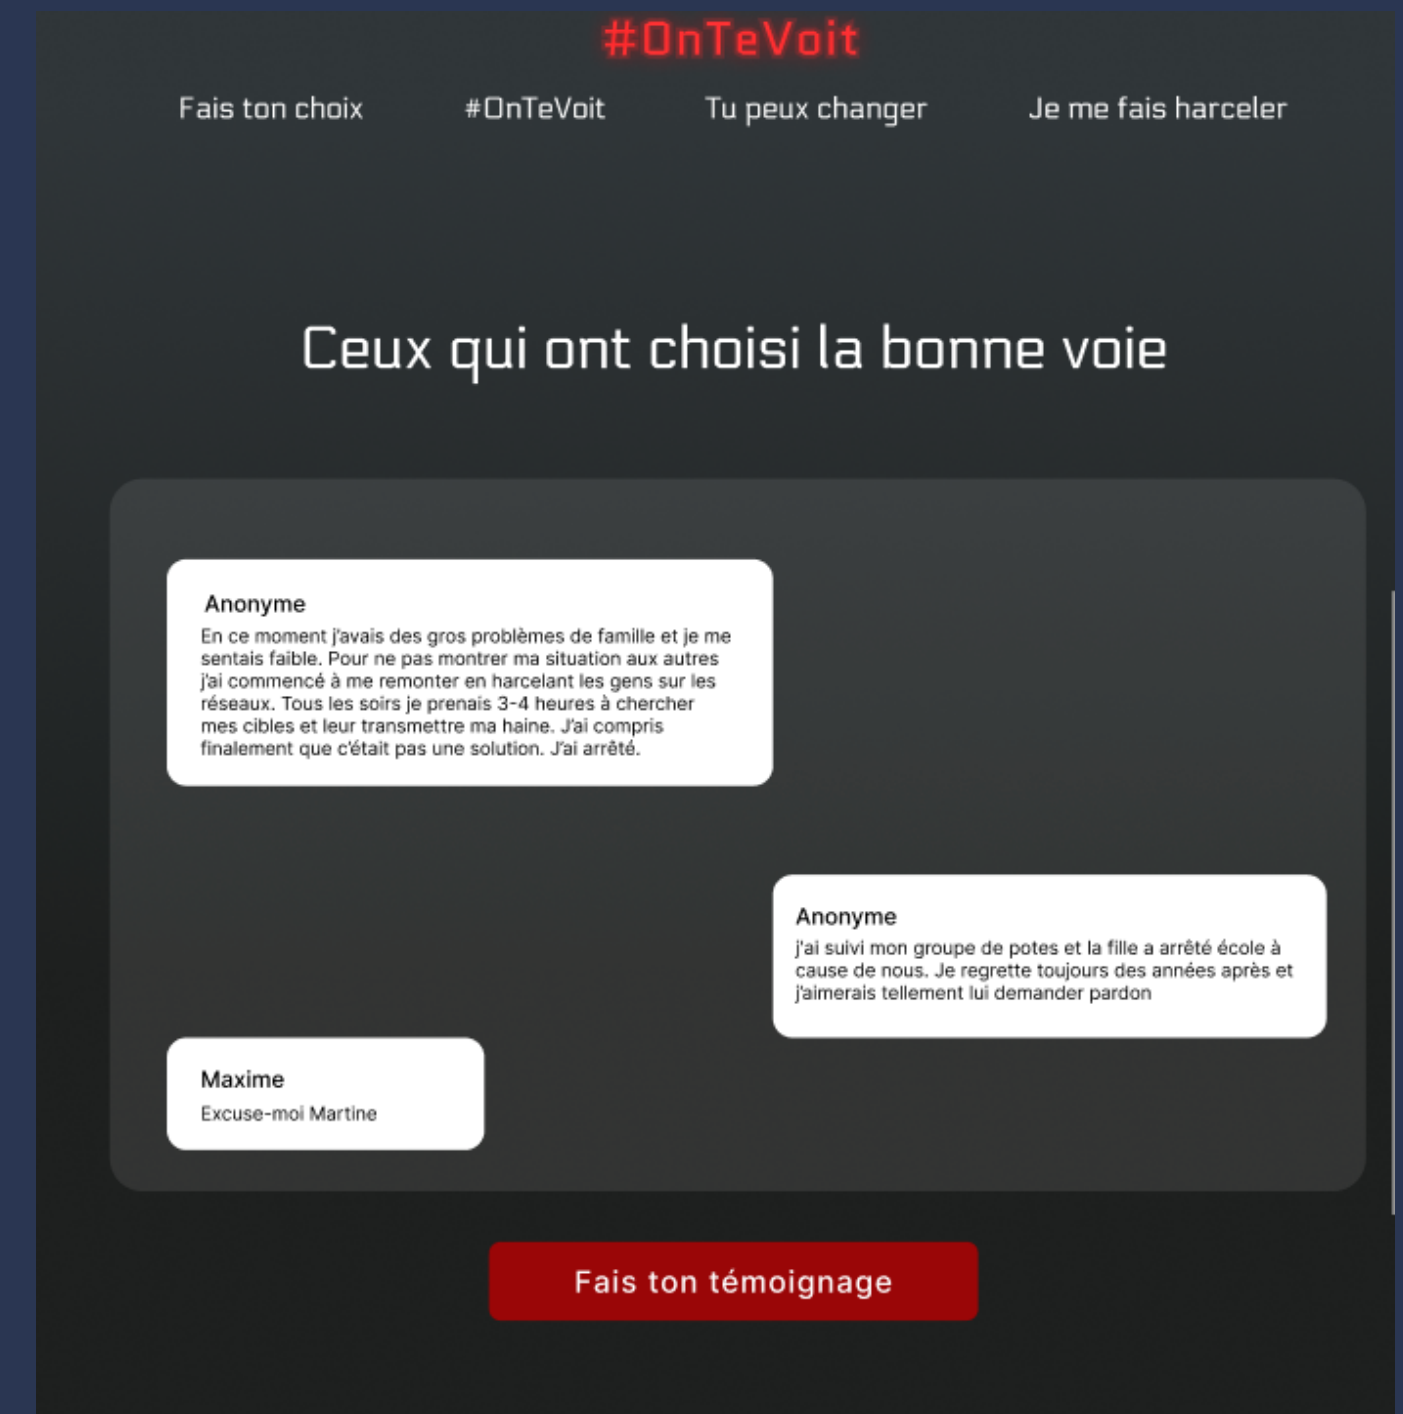 #OnTeVoit
Fais ton choix
#OnTeVoit
Tu peux changer
Je me fais harceler
Ceux qui ont choisi la bonne voie
Anonyme
En ce moment j'avais des gros problèmes de famille et je me
sentais faible. Pour ne pas montrer ma situation aux autres
j'ai commencé à me remonter en harcelant les gens sur les
réseaux. Tous les soirs je prenais 3-4 heures à chercher
mes cibles et leur transmettre ma haine. J'ai compris
finalement que c'était pas une solution. J'ai arrêté.
Anonyme
j'ai suivi mon groupe de potes et la fille a arrêté école à
cause de nous. Je regrette toujours des années après et
j'aimerais tellement lui demander pardon
Maxime
Excuse-moi Martine
Fais ton témoignage